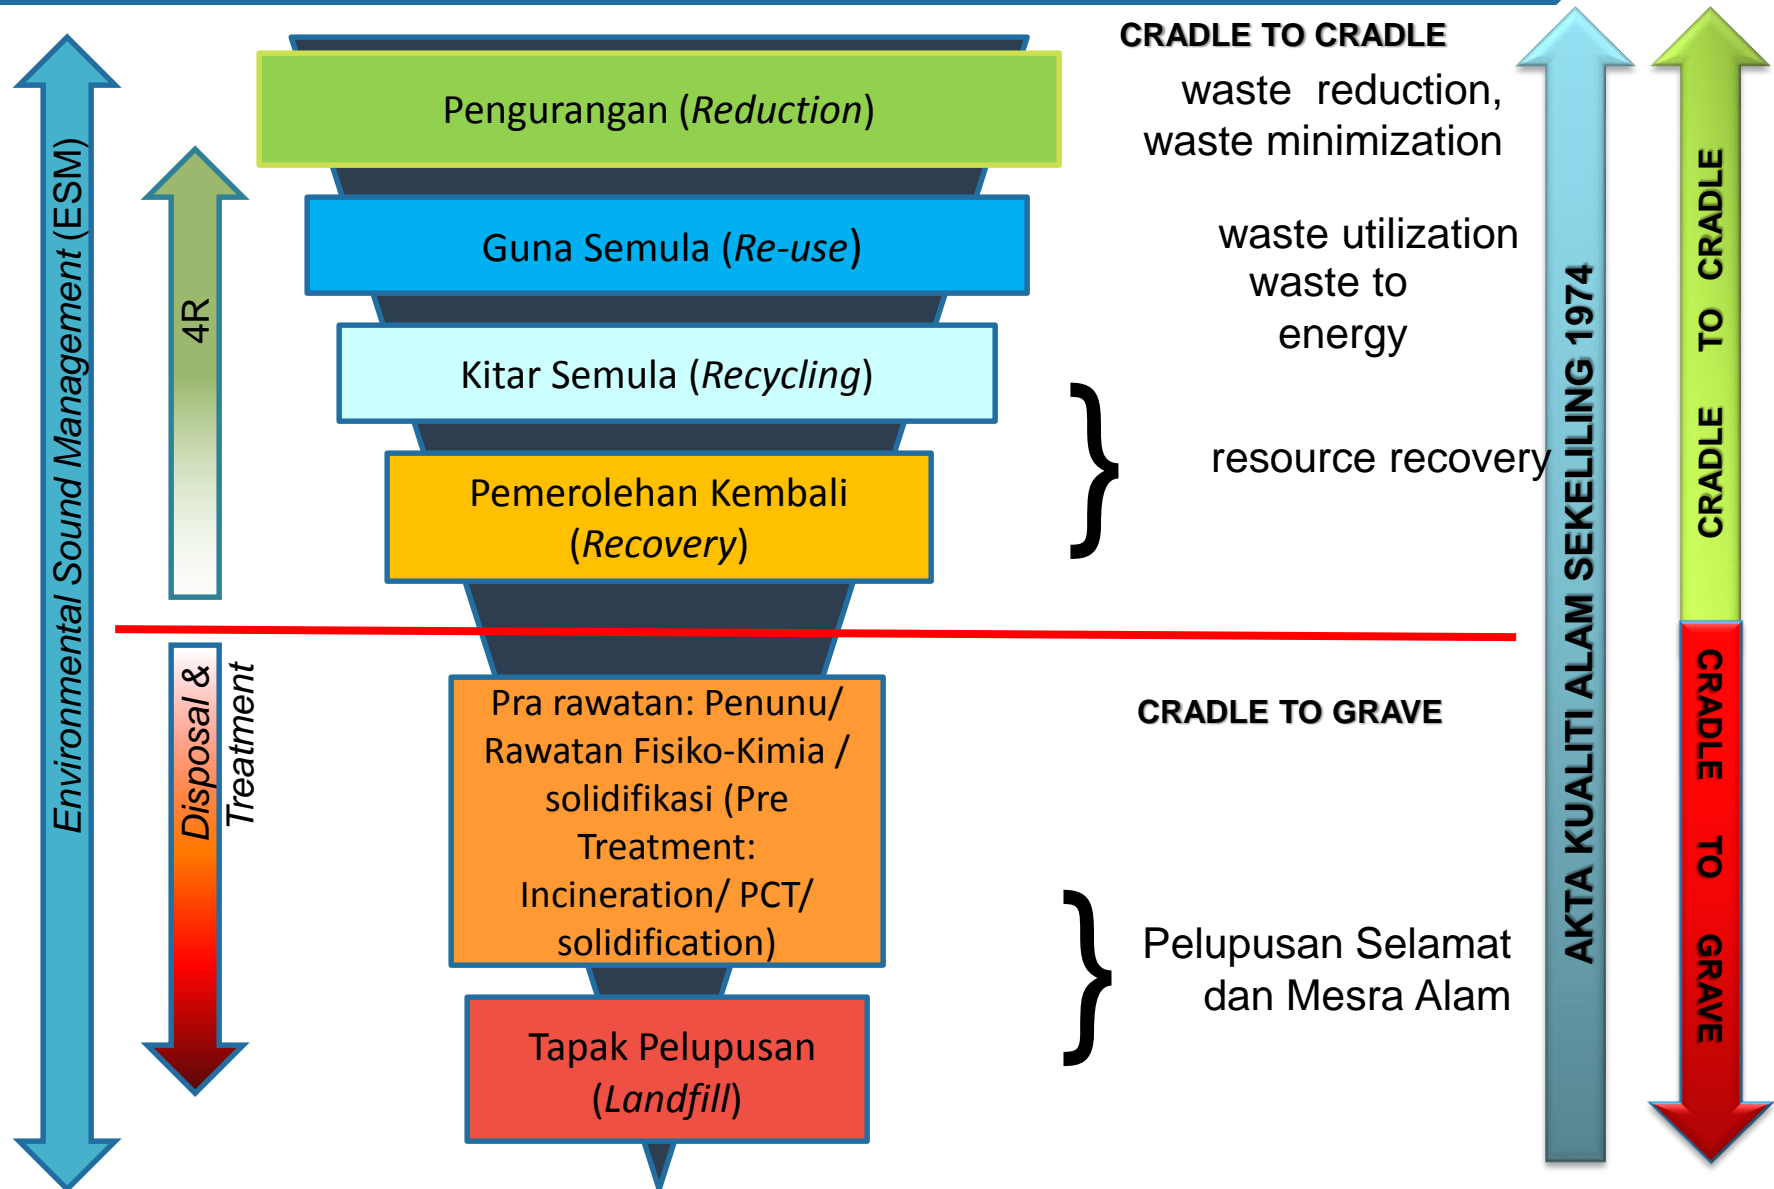 CRADLE TO CRADLE
Pengurangan (Reduction)
waste reduction,
waste minimization
Guna Semula (Re-use)
waste utilization
waste to
energy
Kitar Semula (Recycling)
Pemerolehan Kembali
(Recovery)
resource recovery
Pra rawatan: Penunu/
Rawatan Fisiko-Kimia /
solidifikasi (Pre
Treatment:
Incineration/ PCT/
solidification)
CRADLE TO GRAVE
Pelupusan Selamat
dan Mesra Alam
Tapak Pelupusan
(Landfill)
Environmental Sound Management (ESM)
4R
Disposal &
Treatment
AKTA KUALITI ALAM SEKELILING 1974
CRADLE TO CRADLE
CRADLE TO GRAVE